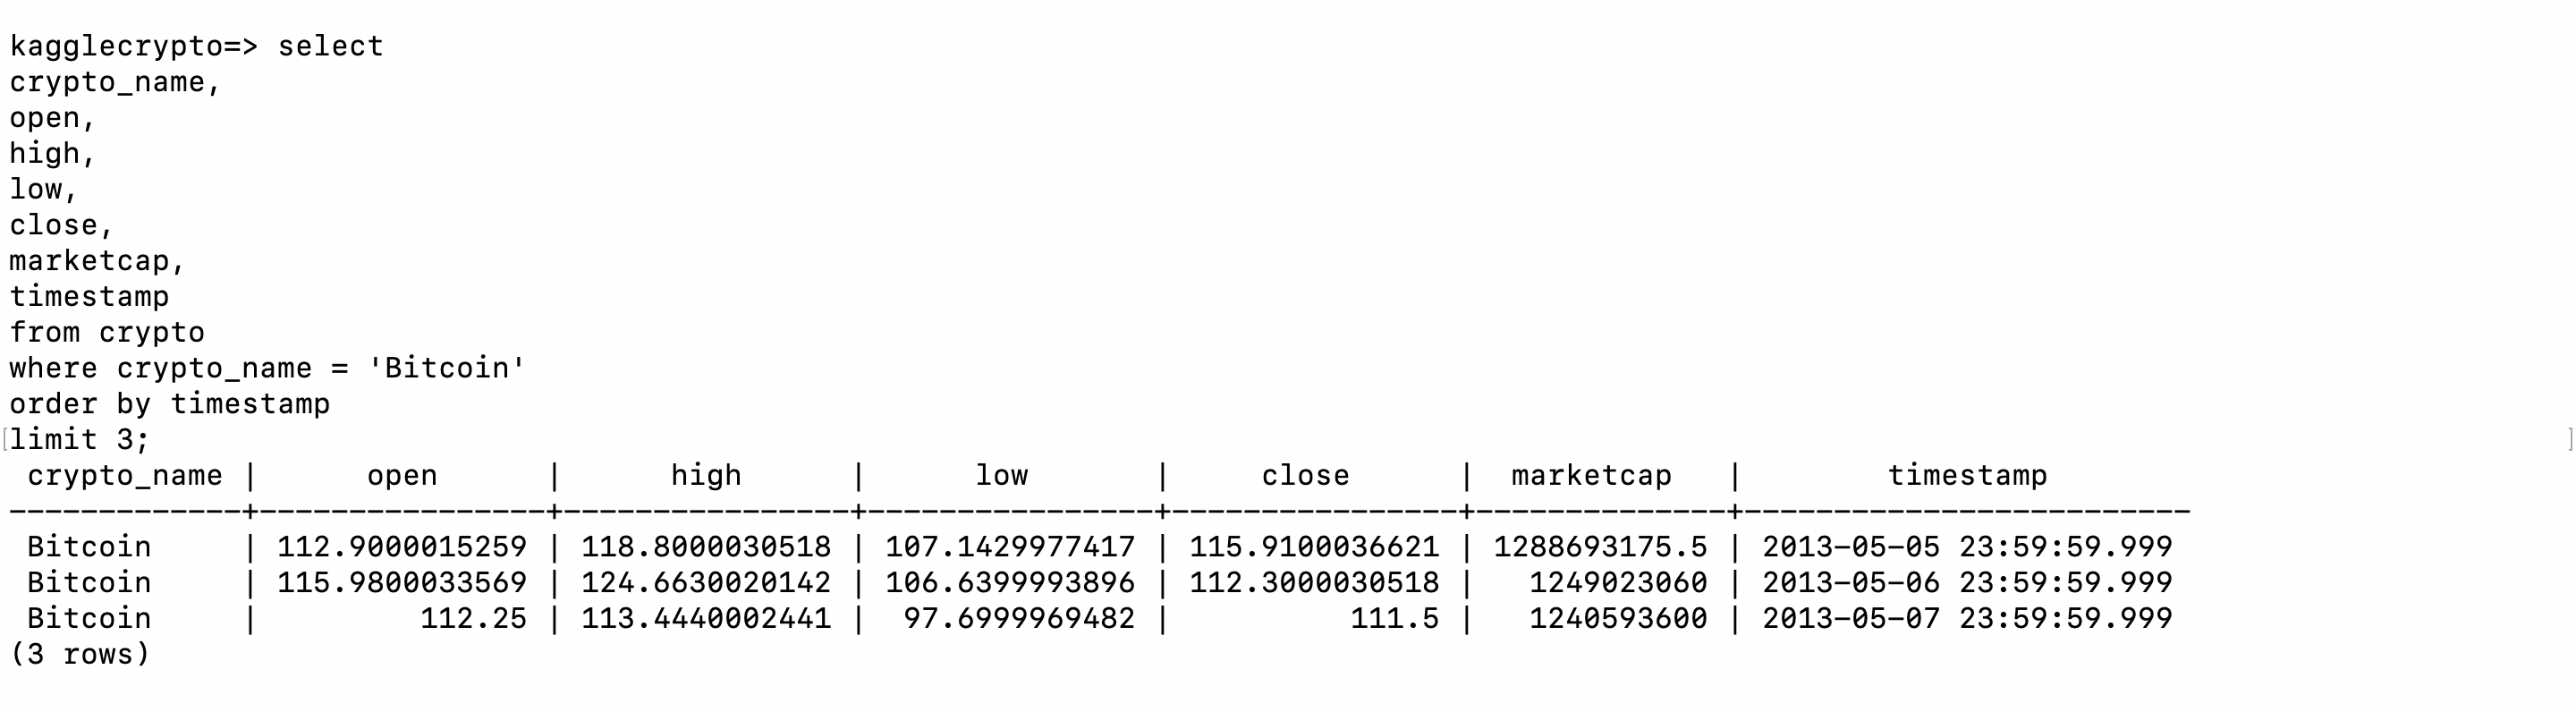 kagglecrypto=> select
crypto_name,
open,
high,
low,
close,
marketcap,
timestamp
from crypto
where crypto_name = 'Bitcoin'
order by timestamp
[limit 3; ]
 crypto_name |      open      |      high      |      low       |     close      |  marketcap   |        timestamp
-------------+----------------+----------------+----------------+----------------+--------------+-------------------------
 Bitcoin     | 112.9000015259 | 118.8000030518 | 107.1429977417 | 115.9100036621 | 1288693175.5 | 2013-05-05 23:59:59.999
 Bitcoin     | 115.9800033569 | 124.6630020142 | 106.6399993896 | 112.3000030518 |   1249023060 | 2013-05-06 23:59:59.999
 Bitcoin     |         112.25 | 113.4440002441 |  97.6999969482 |          111.5 |   1240593600 | 2013-05-07 23:59:59.999
(3 rows)